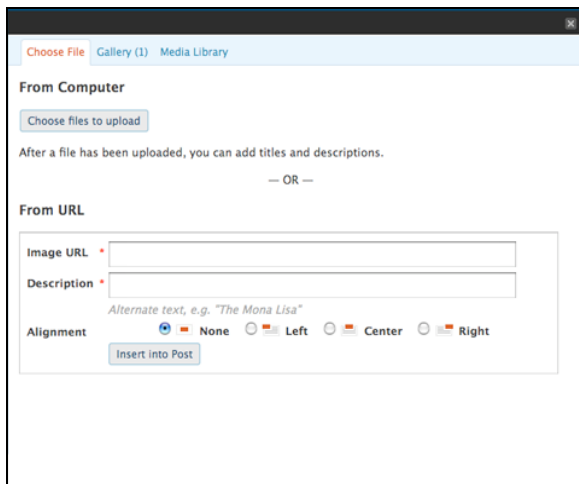 Choose File Gallery (1) Media Library
From Computer
Choose files to upload
After a file has been uploaded, you can add titles and descriptions.
— OR —
From URL
Image URL *
Description *
Alternate text, e.g. "The Mona Lisa"
Alignment None Left Center Right
Insert into Post